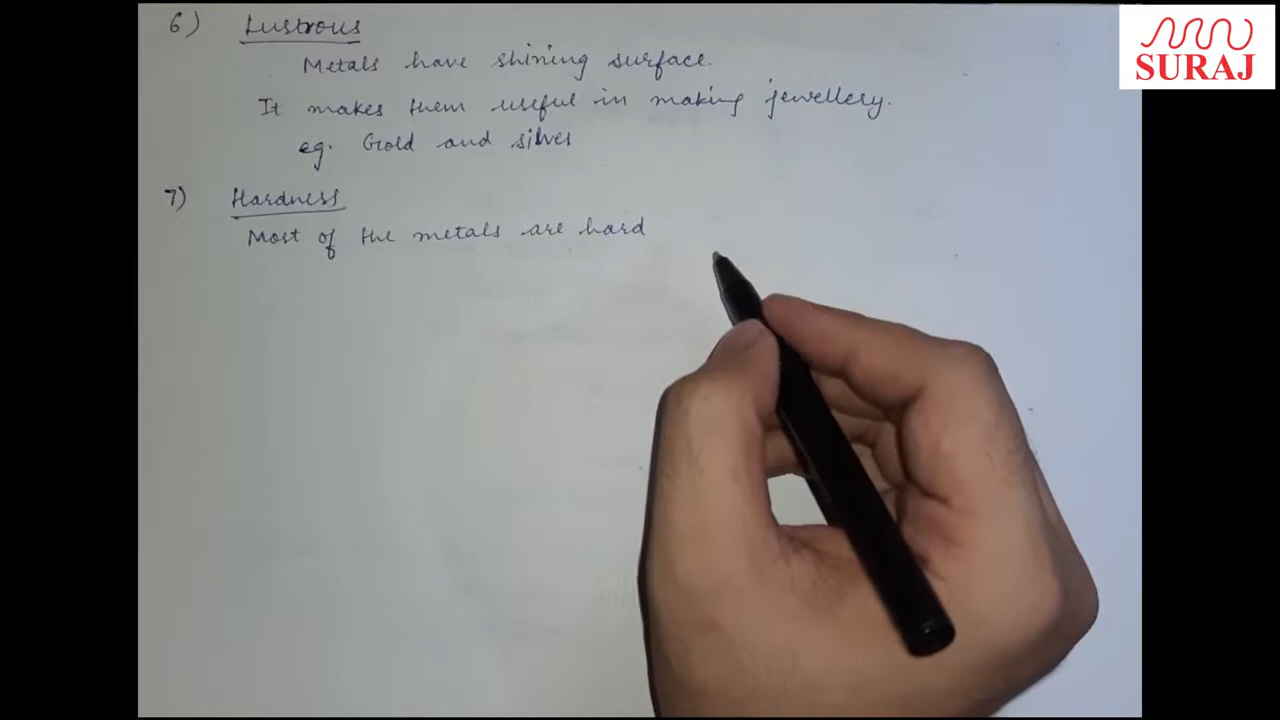 6) Lustrous
Metals have shining surface.
It makes them useful in making jewellery.
eg. Gold and silver
7) Hardness
Most of the metals are hard
SURAJ